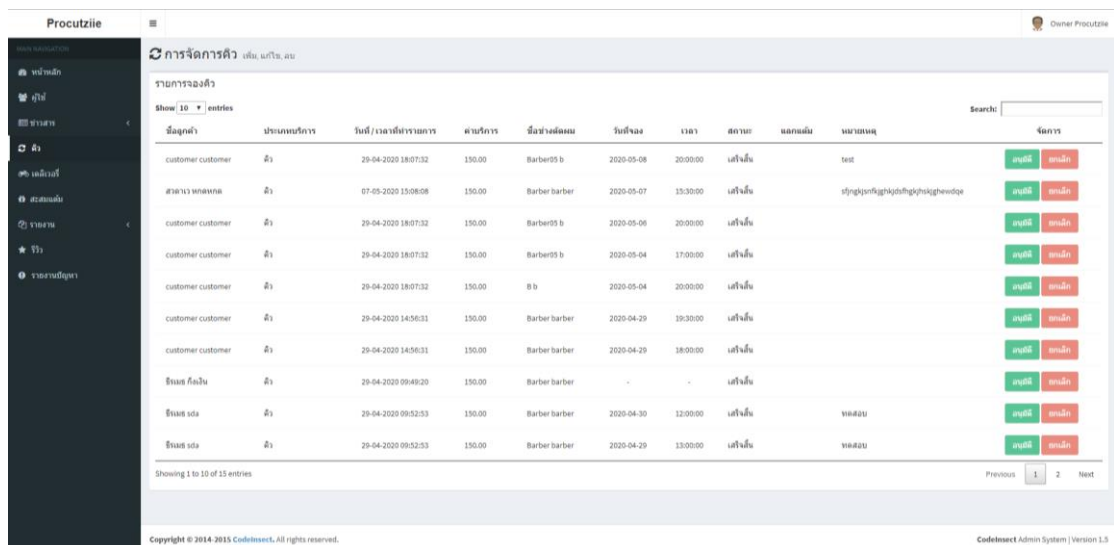 Procutziie
Owner Procutziie
MAIN NAVIGATION
หน้าหลัก
ผู้ใช้
ข่าวสาร
คิว
เดลิเวอรี่
สะสมแต้ม
รายงาน
รีวิว
รายงานปัญหา
การจัดการคิว เพิ่ม, แก้ไข, ลบ
รายการจองคิว
Show 10 entries
Search:
ชื่อลูกค้า ประเภทบริการ วันที่ / เวลาที่ทำรายการ ค่าบริการ ชื่อช่างตัดผม วันที่จอง เวลา สถานะ แลกแต้ม หมายเหตุ จัดการ
customer customer คิว 29-04-2020 18:07:32 150.00 Barber05 b 2020-05-08 20:00:00 เสร็จสิ้น test อนุมัติ ยกเลิก
คิว 07-05-2020 15:08:08 150.00 Barber barber 2020-05-07 15:30:00 เสร็จสิ้น อนุมัติ ยกเลิก
customer customer คิว 29-04-2020 18:07:32 150.00 Barber05 b 2020-05-06 20:00:00 เสร็จสิ้น อนุมัติ ยกเลิก
customer customer คิว 29-04-2020 18:07:32 150.00 Barber05 b 2020-05-04 17:00:00 เสร็จสิ้น อนุมัติ ยกเลิก
customer customer คิว 29-04-2020 18:07:32 150.00 B b 2020-05-04 20:00:00 เสร็จสิ้น อนุมัติ ยกเลิก
customer customer คิว 29-04-2020 14:56:31 150.00 Barber barber 2020-04-29 19:30:00 เสร็จสิ้น อนุมัติ ยกเลิก
customer customer คิว 29-04-2020 14:56:31 150.00 Barber barber 2020-04-29 18:00:00 เสร็จสิ้น อนุมัติ ยกเลิก
ธีรเมธ คิว 29-04-2020 09:49:20 150.00 Barber barber - - เสร็จสิ้น อนุมัติ ยกเลิก
ธีรเมธ sda คิว 29-04-2020 09:52:53 150.00 Barber barber 2020-04-30 12:00:00 เสร็จสิ้น ทดสอบ อนุมัติ ยกเลิก
ธีรเมธ sda คิว 29-04-2020 09:52:53 150.00 Barber barber 2020-04-29 13:00:00 เสร็จสิ้น ทดสอบ อนุมัติ ยกเลิก
Showing 1 to 10 of 15 entries
Previous 1 2 Next
Copyright © 2014-2015 CodeInsect. All rights reserved.
CodeInsect Admin System | Version 1.5